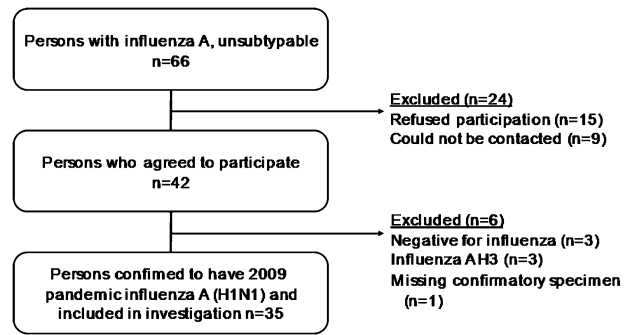 Persons with influenza A, unsubtypable
n=66
Excluded (n=24)
Refused participation (n=15)
Could not be contacted (n=9)
Persons who agreed to participate
n=42
Excluded (n=6)
Negative for influenza (n=3)
Influenza AH3 (n=3)
Missing confirmatory specimen
(n=1)
Persons confimed to have 2009
pandemic influenza A (H1N1) and
included in investigation n=35